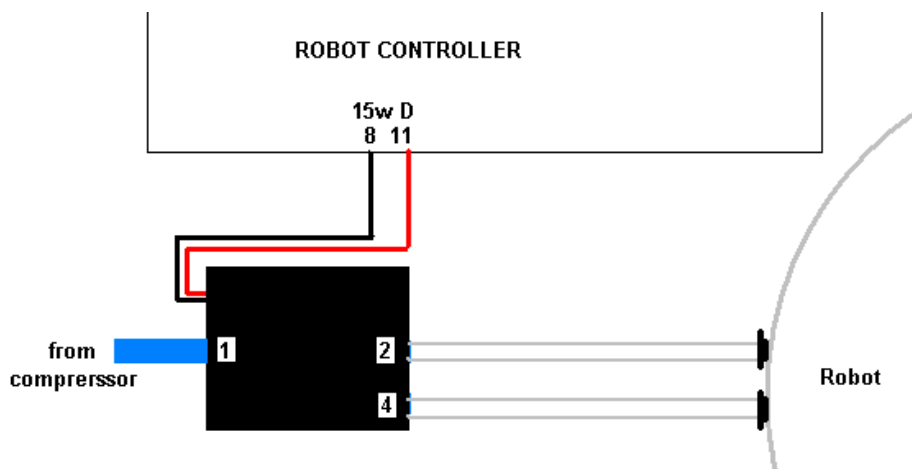 ROBOT CONTROLLER
15w D
8 11
from
comprerssor
1
2
4
Robot